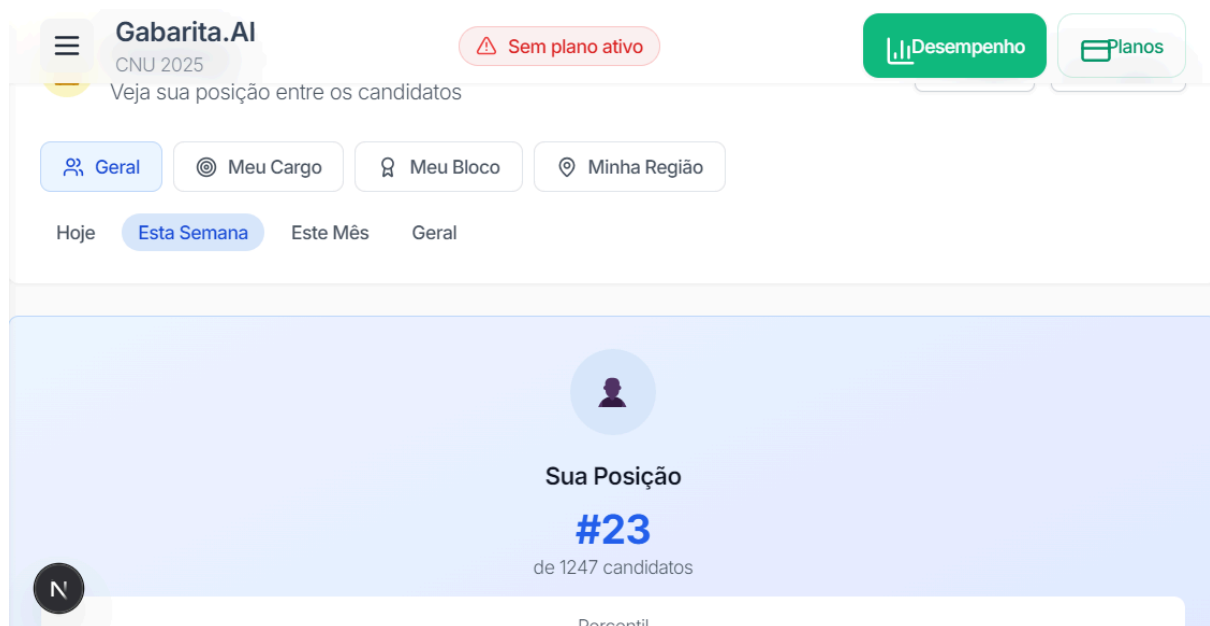 Gabarita.AI
CNU 2025
Sem plano ativo
Desempenho
Planos
Veja sua posição entre os candidatos
Geral
Meu Cargo
Meu Bloco
Minha Região
Hoje
Esta Semana
Este Mês
Geral
Sua Posição
#23
de 1247 candidatos
N
Percentil